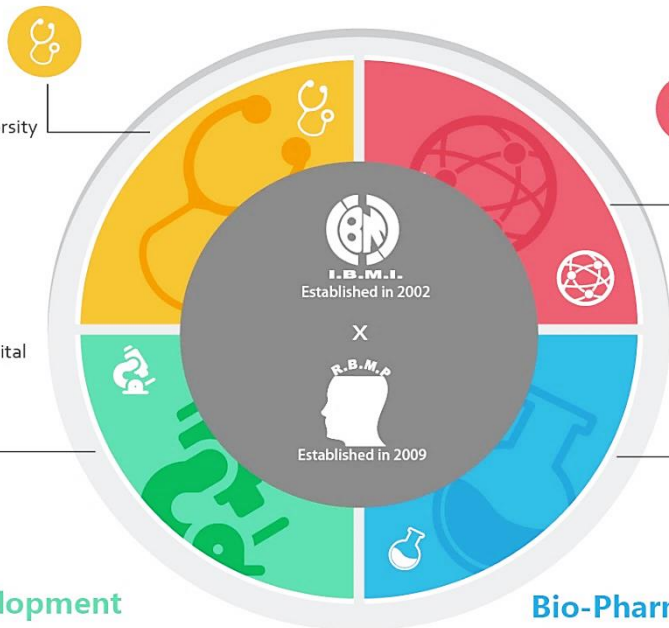 rsity
I.B.M.I.
Established in 2002
X
ital
R.B.M.P
Established in 2009
lopment
Bio-Pharm